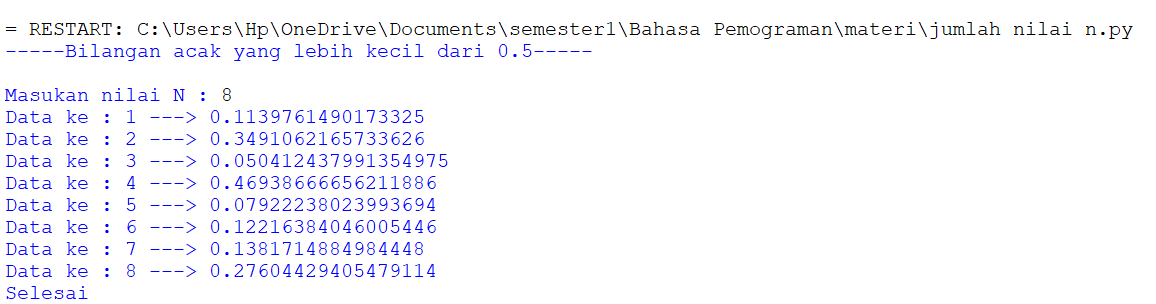 = RESTART: C:\Users\Hp\OneDrive\Documents\semester1\Bahasa Pemograman\materi\jumlah nilai n.py
-----Bilangan acak yang lebih kecil dari 0.5-----
Masukan nilai N : 8
Data ke : 1 ---> 0.1139761490173325
Data ke : 2 ---> 0.3491062165733626
Data ke : 3 ---> 0.050412437991354975
Data ke : 4 ---> 0.46938666656211886
Data ke : 5 ---> 0.07922238023993694
Data ke : 6 ---> 0.12216384046005446
Data ke : 7 ---> 0.1381714884984448
Data ke : 8 ---> 0.27604429405479114
Selesai